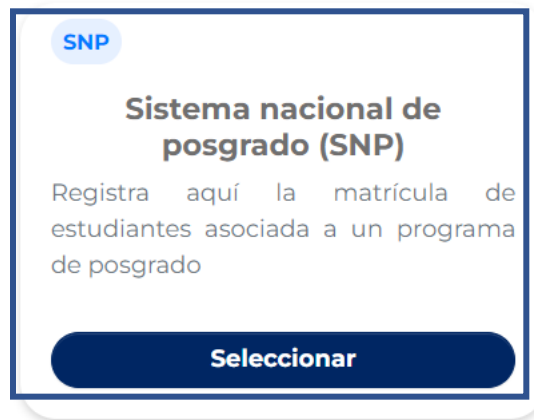 SNP
Sistema nacional de
posgrado (SNP)
Registra aquí la matrícula de
estudiantes asociada a un programa
de posgrado
Seleccionar